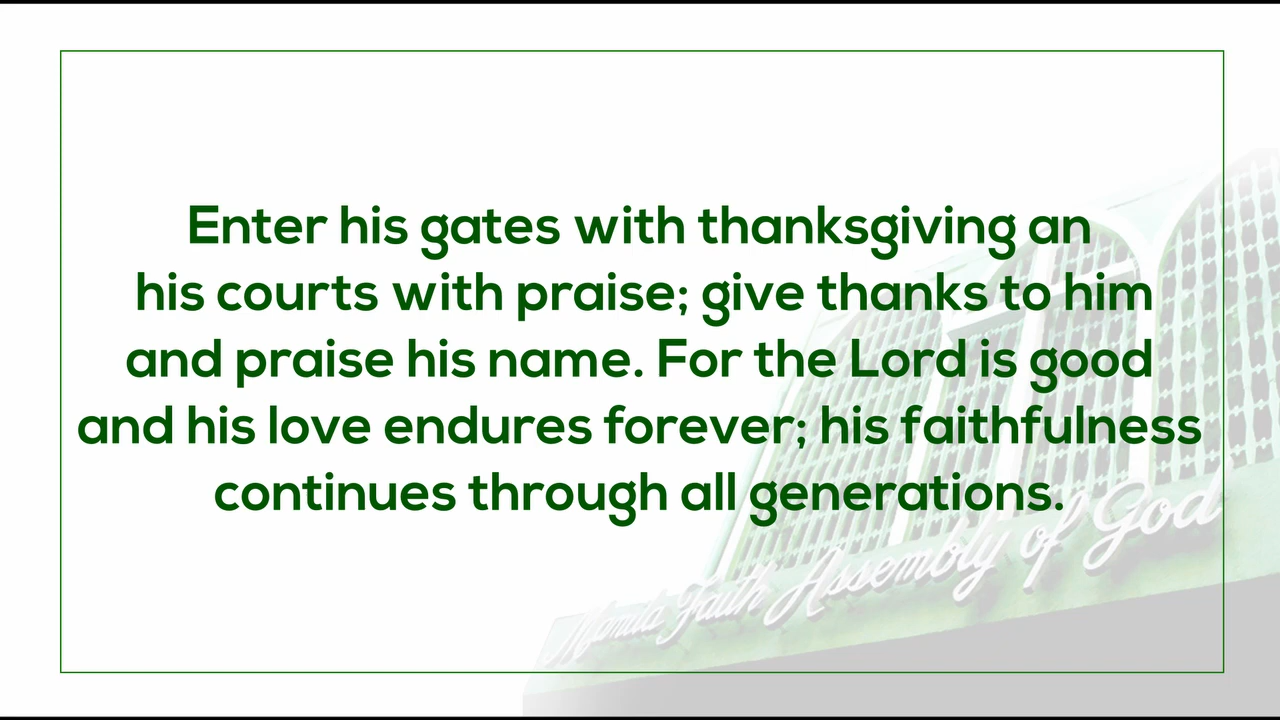 Enter his gates with thanksgiving an
his courts with praise; give thanks to him
and praise his name. For the Lord is good
and his love endures forever; his faithfulness
continues through all generations.
Manila Faith Assembly of God